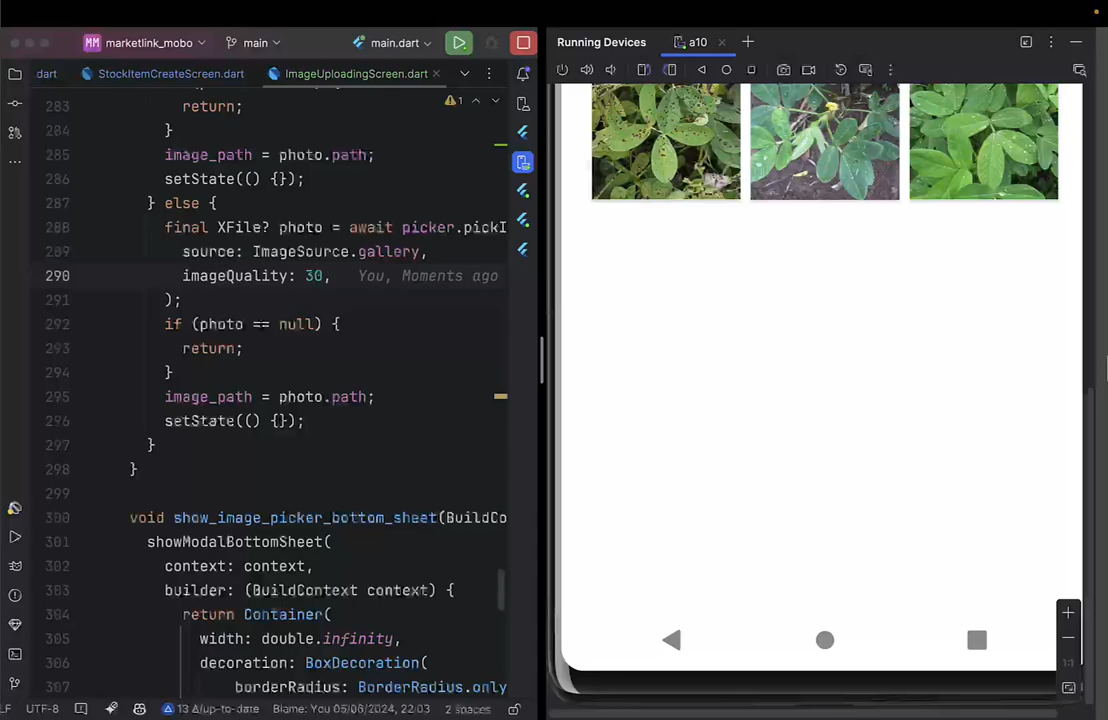 MM marketlink_mobo main main.dart
Running Devices a10
dart StockItemCreateScreen.dart ImageUploadingScreen.dart
283 return;
284 }
285 image_path = photo.path;
286 setState(() {});
287 } else {
288 final XFile? photo = await picker.pickI
289 source: ImageSource.gallery,
290 imageQuality: 30, You, Moments ago
291 );
292 if (photo == null) {
293 return;
294 }
295 image_path = photo.path;
296 setState(() {});
297 }
298 }
299
300 void show_image_picker_bottom_sheet(BuildCo
301 showModalBottomSheet(
302 context: context,
303 builder: (BuildContext context) {
304 return Container(
305 width: double.infinity,
306 decoration: BoxDecoration(
307 borderRadius: BorderRadius.only
1
1:1
LF UTF-8 13 Δ/up-to-date Blame: You 05/06/2024, 22:03 2 spaces